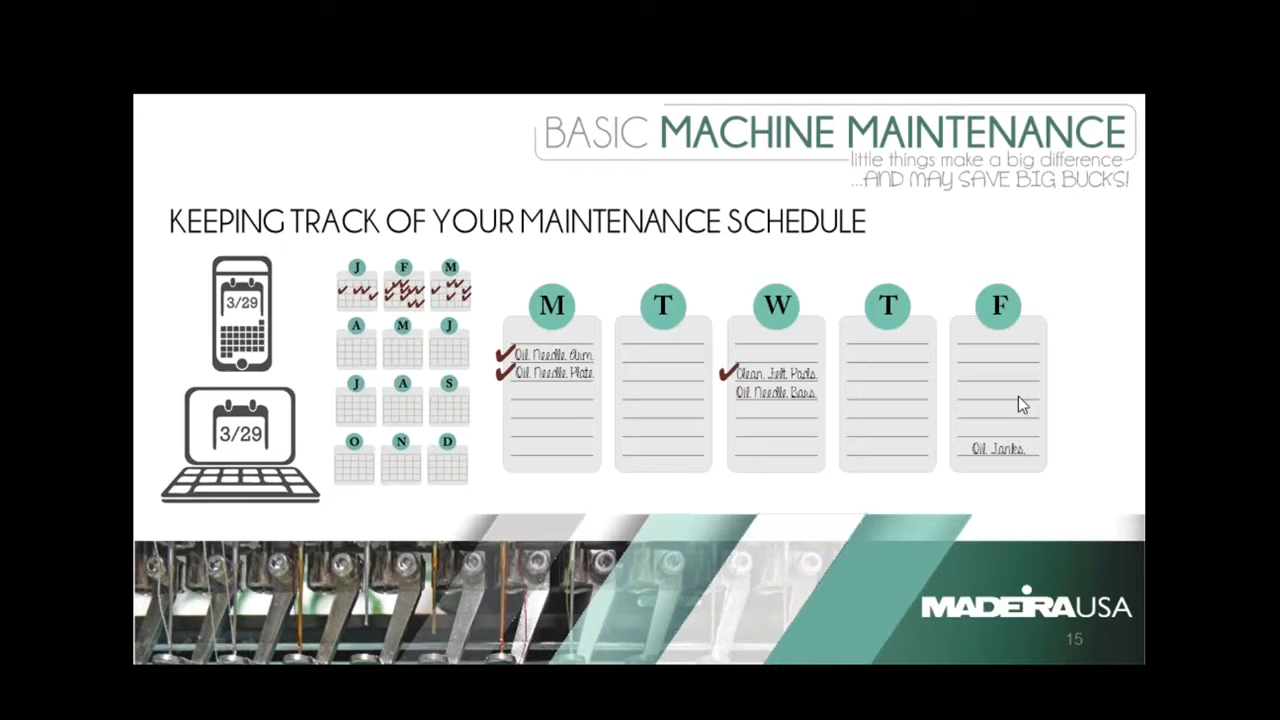 BASIC MACHINE MAINTENANCE
little things make a big difference
...AND MAY SAVE BIG BUCKS!
KEEPING TRACK OF YOUR MAINTENANCE SCHEDULE
3/29
3/29
J F M
A M J
J A S
O N D
M
Oil Needle Arm
Oil Needle Plate
T
W
Clean Felt Pads
Oil Needle Bars
T
F
Oil Tanks
MADEIRA USA
15